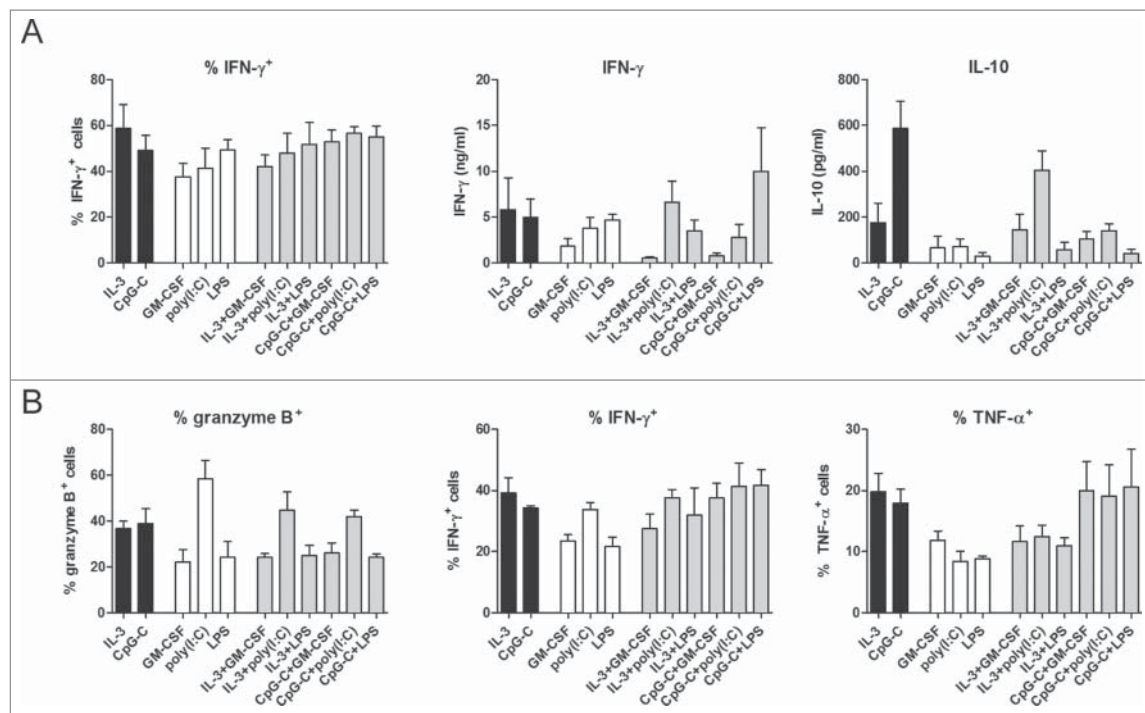 A
% IFN-γ+
% IFN-γ+ cells
80
60
40
20
0
IL-3
CpG-C
GM-CSF
poly(I:C)
LPS
IL-3+GM-CSF
IL-3+poly(I:C)
IL-3+LPS
CpG-C+GM-CSF
CpG-C+poly(I:C)
CpG-C+LPS
IFN-γ
IFN-γ (ng/ml)
20
15
10
5
0
IL-3
CpG-C
GM-CSF
poly(I:C)
LPS
IL-3+GM-CSF
IL-3+poly(I:C)
IL-3+LPS
CpG-C+GM-CSF
CpG-C+poly(I:C)
CpG-C+LPS
IL-10
IL-10 (pg/ml)
800
600
400
200
0
IL-3
CpG-C
GM-CSF
poly(I:C)
LPS
IL-3+GM-CSF
IL-3+poly(I:C)
IL-3+LPS
CpG-C+GM-CSF
CpG-C+poly(I:C)
CpG-C+LPS
B
% granzyme B+
% granzyme B+ cells
80
60
40
20
0
IL-3
CpG-C
GM-CSF
poly(I:C)
LPS
IL-3+GM-CSF
IL-3+poly(I:C)
IL-3+LPS
CpG-C+GM-CSF
CpG-C+poly(I:C)
CpG-C+LPS
% IFN-γ+
% IFN-γ+ cells
60
40
20
0
IL-3
CpG-C
GM-CSF
poly(I:C)
LPS
IL-3+GM-CSF
IL-3+poly(I:C)
IL-3+LPS
CpG-C+GM-CSF
CpG-C+poly(I:C)
CpG-C+LPS
% TNF-α+
% TNF-α+ cells
30
20
10
0
IL-3
CpG-C
GM-CSF
poly(I:C)
LPS
IL-3+GM-CSF
IL-3+poly(I:C)
IL-3+LPS
CpG-C+GM-CSF
CpG-C+poly(I:C)
CpG-C+LPS